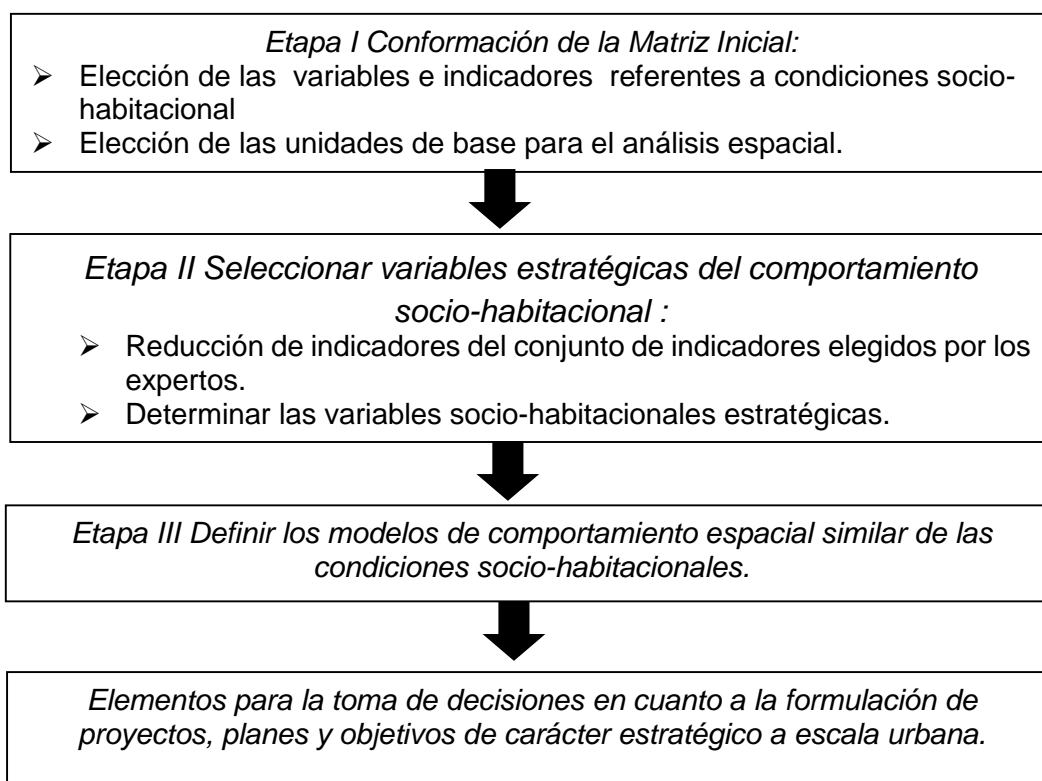 Etapa I Conformación de la Matriz Inicial:
➢ Elección de las variables e indicadores referentes a condiciones socio-
habitacional
➢ Elección de las unidades de base para el análisis espacial.
Etapa II Seleccionar variables estratégicas del comportamiento
socio-habitacional :
➢ Reducción de indicadores del conjunto de indicadores elegidos por los
expertos.
➢ Determinar las variables socio-habitacionales estratégicas.
Etapa III Definir los modelos de comportamiento espacial similar de las
condiciones socio-habitacionales.
Elementos para la toma de decisiones en cuanto a la formulación de
proyectos, planes y objetivos de carácter estratégico a escala urbana.